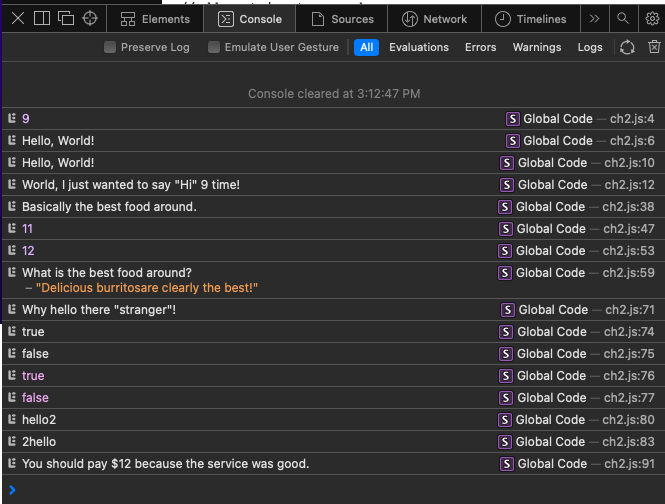 Elements Console Sources Network Timelines
Preserve Log Emulate User Gesture All Evaluations Errors Warnings Logs
Console cleared at 3:12:47 PM
9 S Global Code — ch2.js:4
Hello, World! S Global Code — ch2.js:6
Hello, World! S Global Code — ch2.js:10
World, I just wanted to say "Hi" 9 time! S Global Code — ch2.js:12
Basically the best food around. S Global Code — ch2.js:38
11 S Global Code — ch2.js:47
12 S Global Code — ch2.js:53
What is the best food around? S Global Code — ch2.js:59
– "Delicious burritosare clearly the best!"
Why hello there "stranger"! S Global Code — ch2.js:71
true S Global Code — ch2.js:74
false S Global Code — ch2.js:75
true S Global Code — ch2.js:76
false S Global Code — ch2.js:77
hello2 S Global Code — ch2.js:80
2hello S Global Code — ch2.js:83
You should pay $12 because the service was good. S Global Code — ch2.js:91